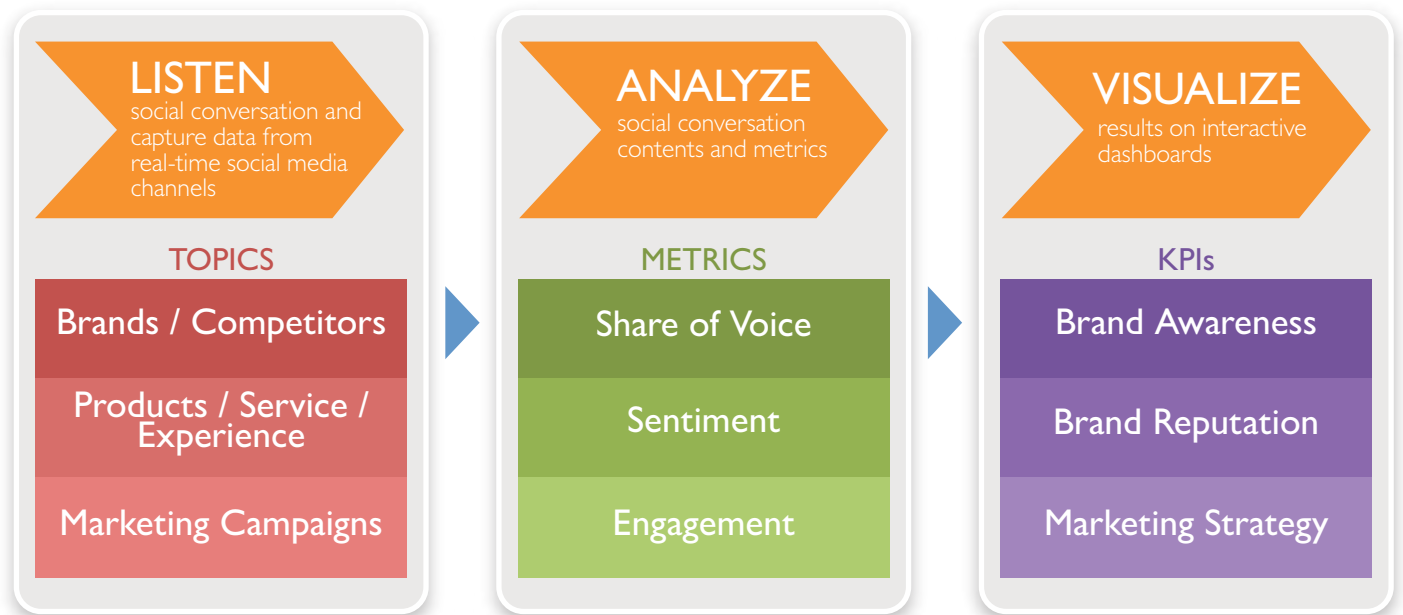 LISTEN
social conversation and
capture data from
real-time social media
channels
TOPICS
Brands / Competitors
Products / Service /
Experience
Marketing Campaigns
ANALYZE
social conversation
contents and metrics
METRICS
Share of Voice
Sentiment
Engagement
VISUALIZE
results on interactive
dashboards
KPIs
Brand Awareness
Brand Reputation
Marketing Strategy